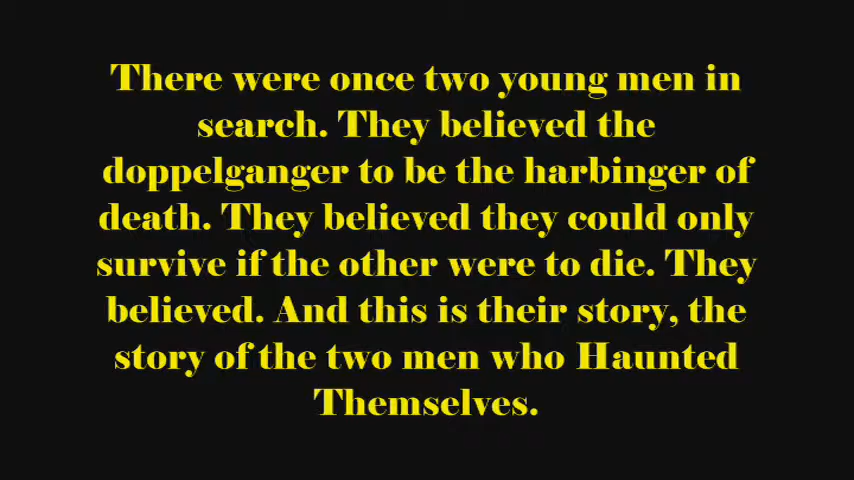 There were once two young men in
search. They believed the
doppelganger to be the harbinger of
death. They believed they could only
survive if the other were to die. They
believed. And this is their story, the
story of the two men who Haunted
Themselves.